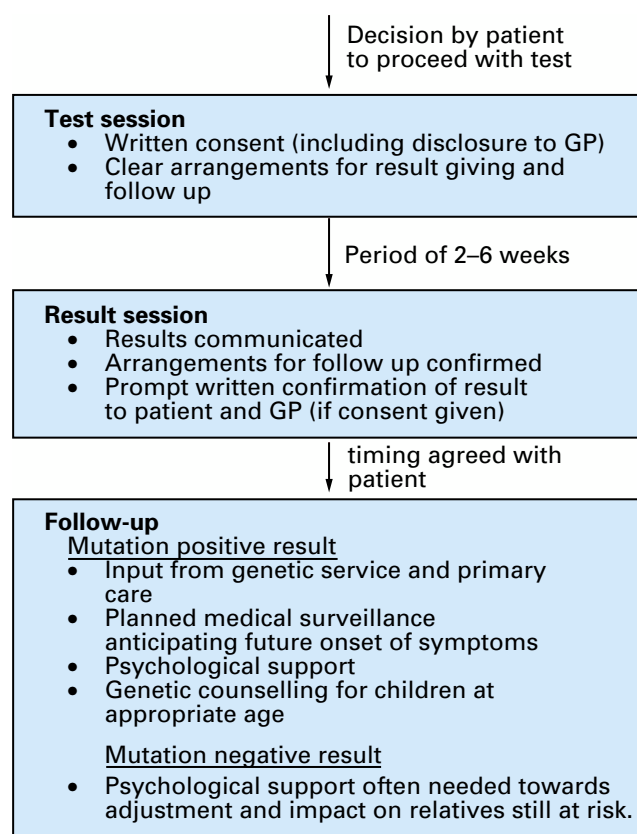 Decision by patient
to proceed with test
Test session
• Written consent (including disclosure to GP)
• Clear arrangements for result giving and
follow up
Period of 2–6 weeks
Result session
• Results communicated
• Arrangements for follow up confirmed
• Prompt written confirmation of result
to patient and GP (if consent given)
timing agreed with
patient
Follow-up
Mutation positive result
• Input from genetic service and primary
care
• Planned medical surveillance
anticipating future onset of symptoms
• Psychological support
• Genetic counselling for children at
appropriate age
Mutation negative result
• Psychological support often needed towards
adjustment and impact on relatives still at risk.